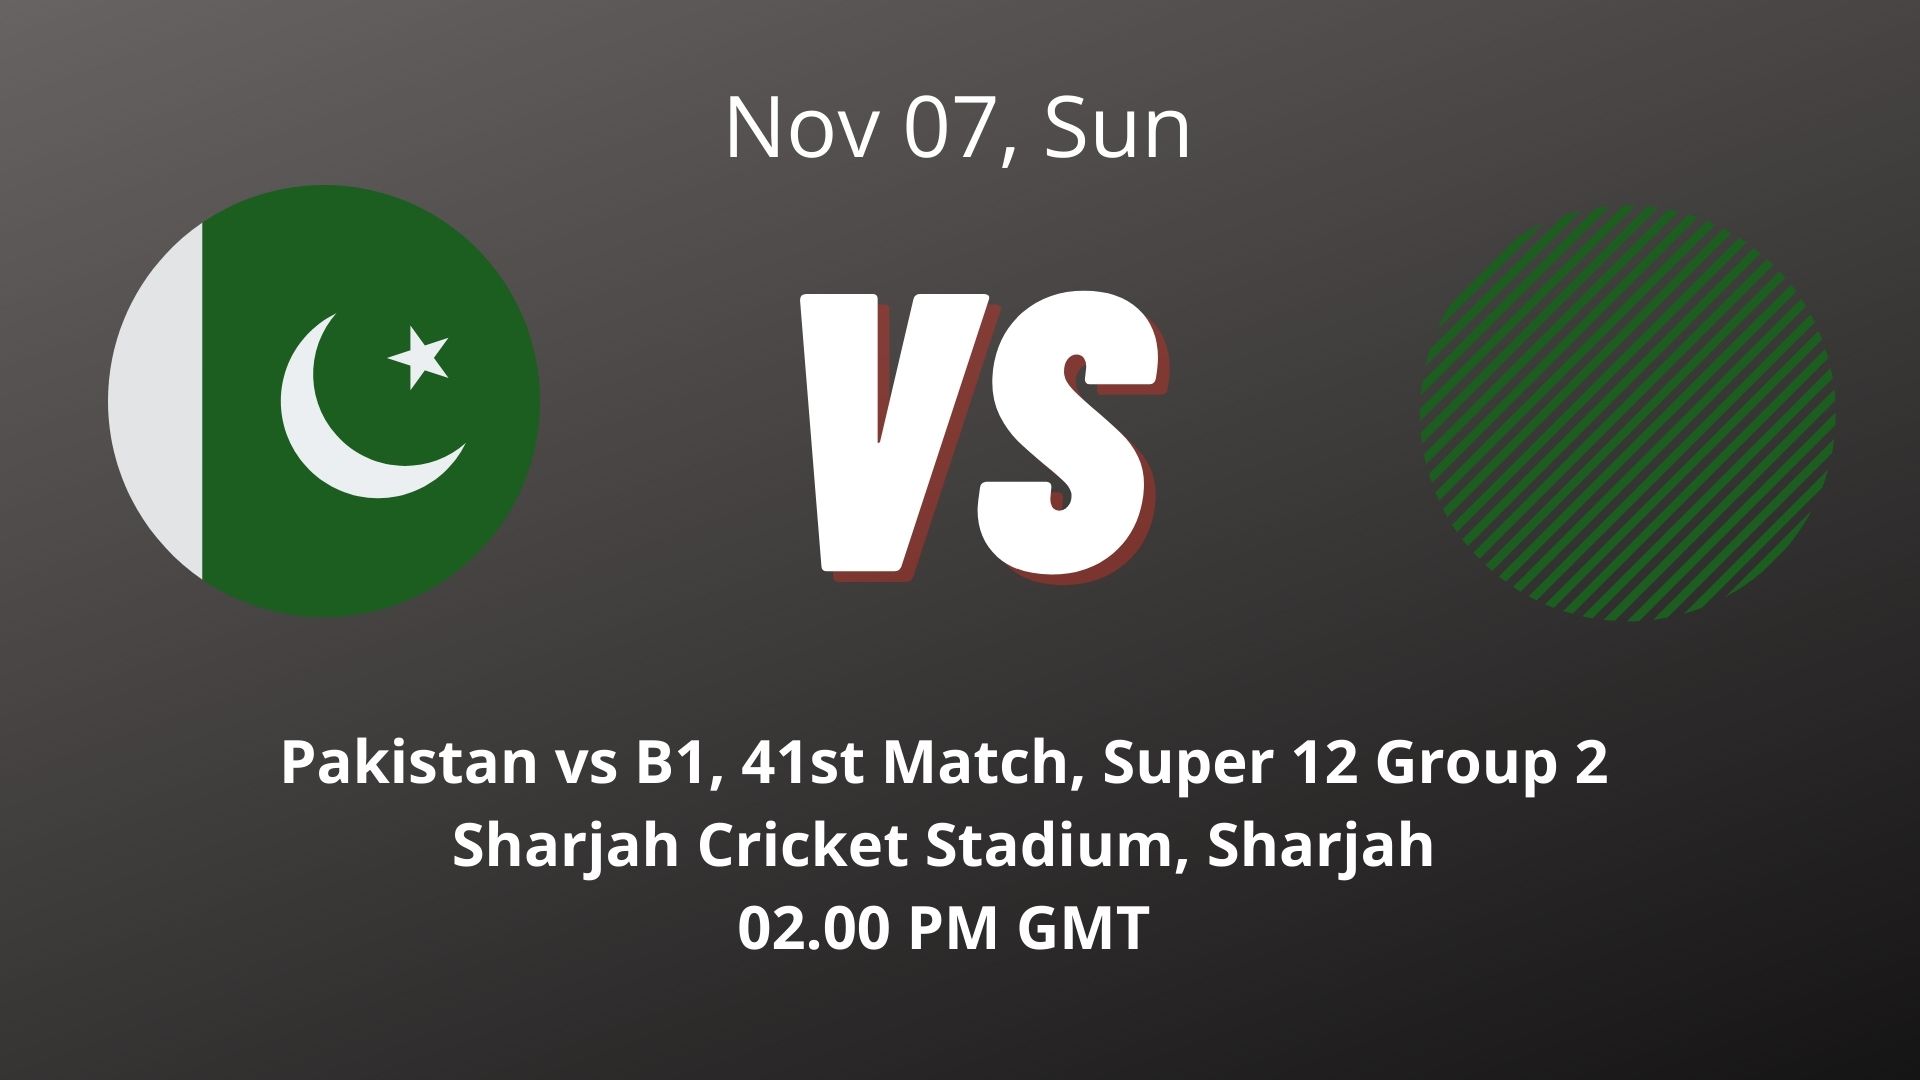 Nov 07, Sun
VS
Pakistan vs B1, 41st Match, Super 12 Group 2
Sharjah Cricket Stadium, Sharjah
02.00 PM GMT